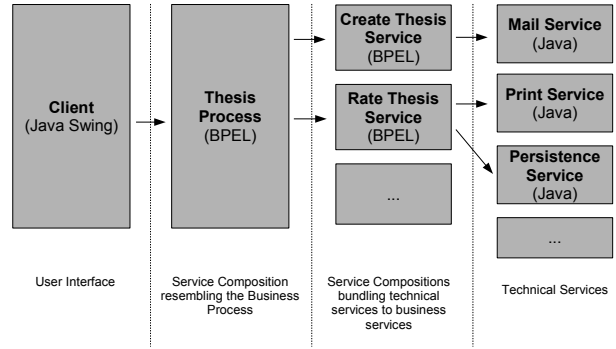 Client
(Java Swing)
Thesis
Process
(BPEL)
Create Thesis
Service
(BPEL)
Rate Thesis
Service
(BPEL)
...
Mail Service
(Java)
Print Service
(Java)
Persistence
Service
(Java)
...
User Interface
Service Composition
resembling the Business
Process
Service Compositions
bundling technical
services to business
services
Technical Services